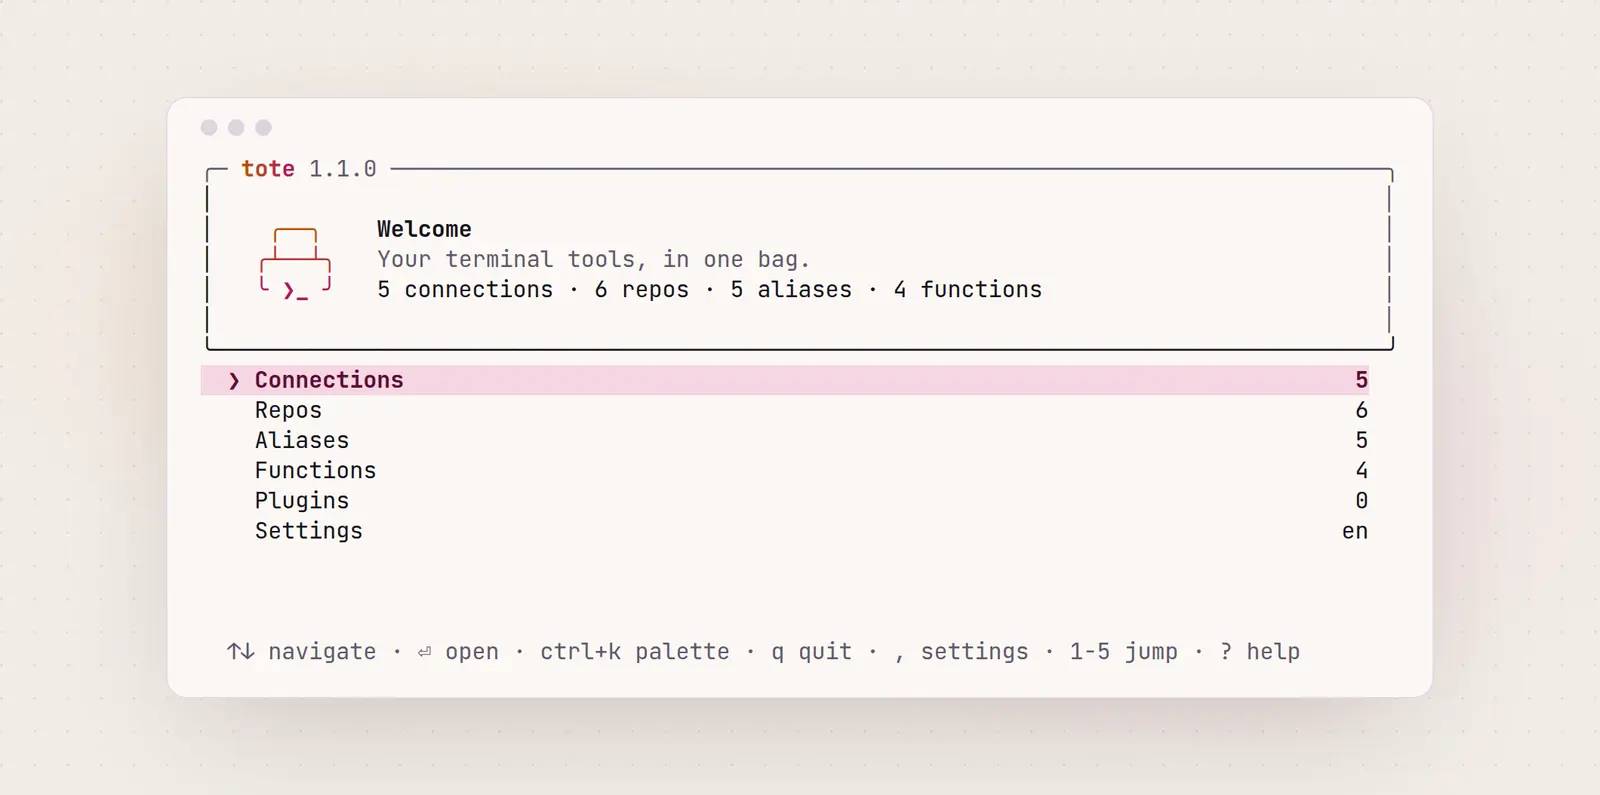 tote 1.1.0
Welcome
Your terminal tools, in one bag.
❯_ 5 connections · 6 repos · 5 aliases · 4 functions
❯ Connections 5
Repos 6
Aliases 5
Functions 4
Plugins 0
Settings en
↑↓ navigate · ⏎ open · ctrl+k palette · q quit · , settings · 1-5 jump · ? help